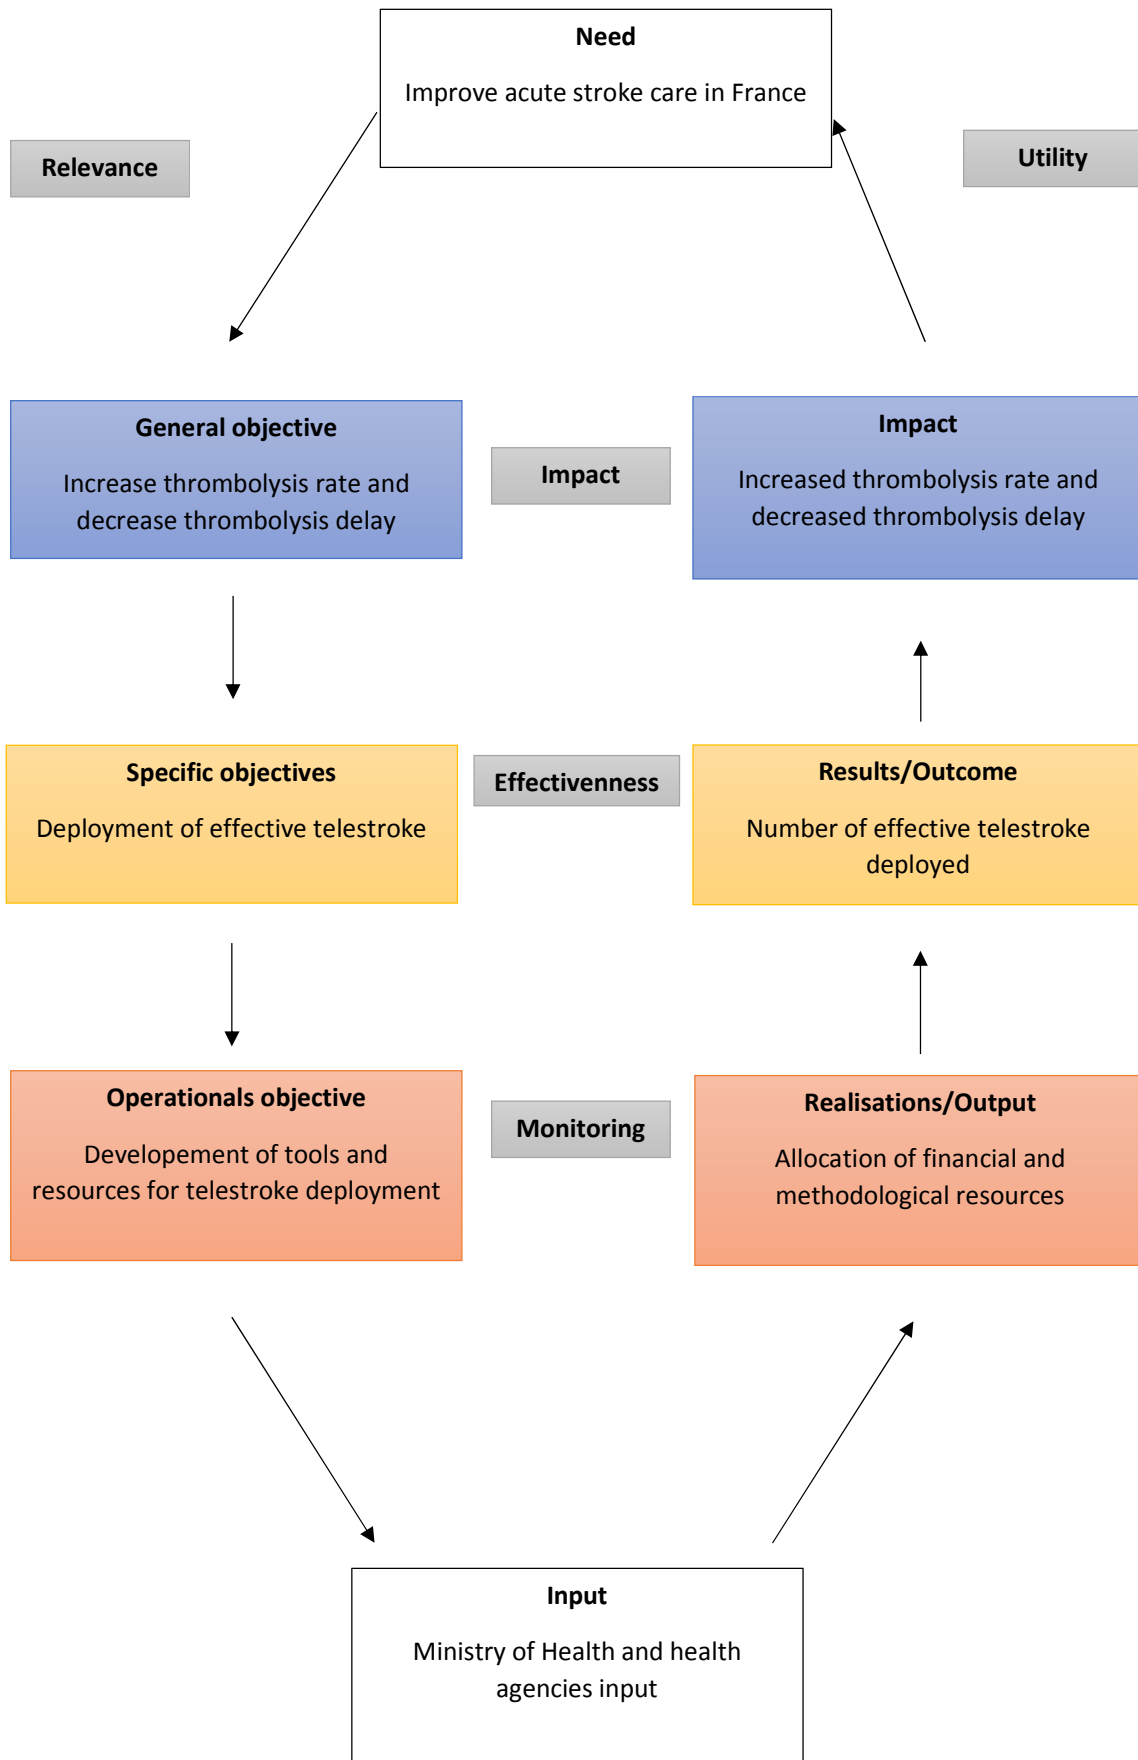 Need
Improve acute stroke care in France
Relevance
Utility
General objective
Increase thrombolysis rate and
decrease thrombolysis delay
Impact
Impact
Increased thrombolysis rate and
decreased thrombolysis delay
Specific objectives
Deployment of effective telestroke
Effectivenness
Results/Outcome
Number of effective telestroke
deployed
Operationals objective
Developement of tools and
resources for telestroke deployment
Monitoring
Realisations/Output
Allocation of financial and
methodological resources
Input
Ministry of Health and health
agencies input